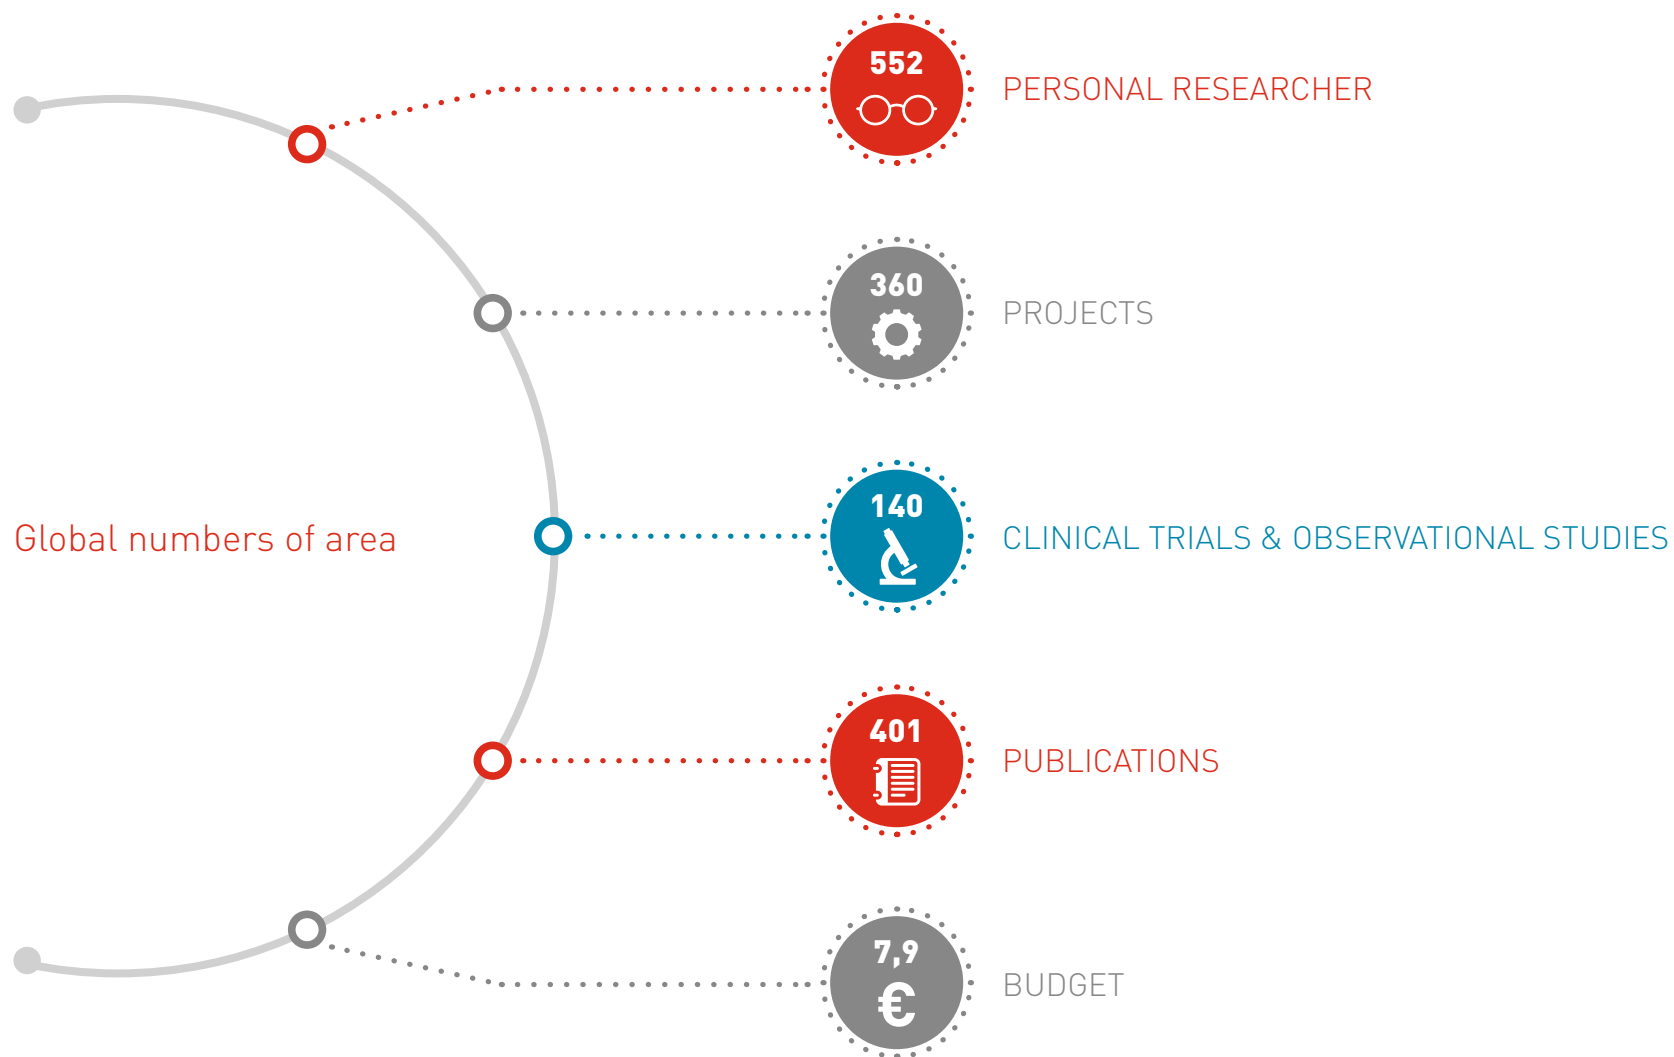 552
PERSONAL RESEARCHER
360
PROJECTS
Global numbers of area
140
CLINICAL TRIALS & OBSERVATIONAL STUDIES
401
PUBLICATIONS
7,9
€
BUDGET